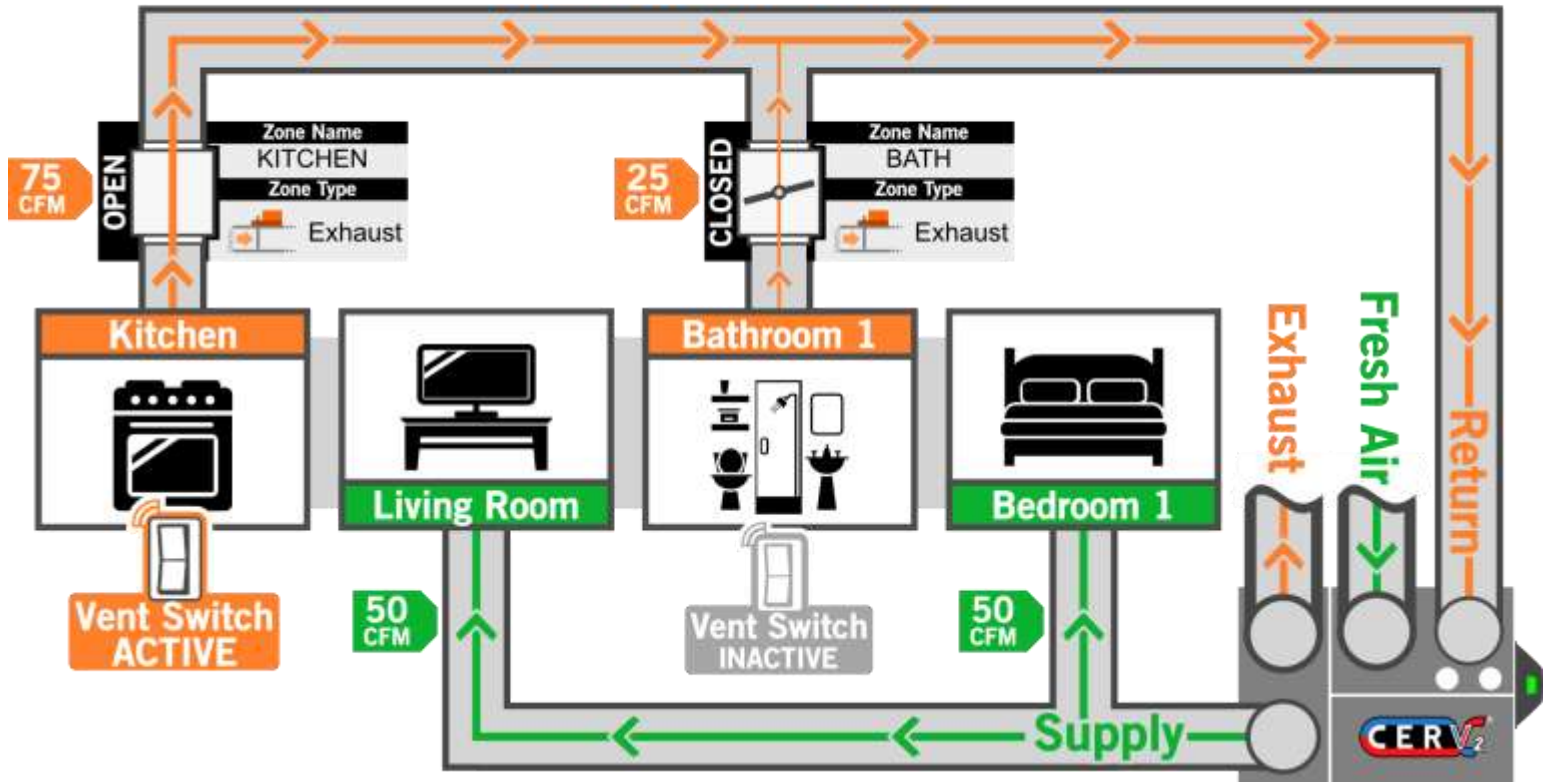 Zone Name
KITCHEN
Zone Type
Exhaust
OPEN
75
CFM
Zone Name
BATH
Zone Type
Exhaust
CLOSED
25
CFM
Kitchen
Living Room
Bathroom 1
Bedroom 1
Vent Switch
ACTIVE
50
CFM
Vent Switch
INACTIVE
50
CFM
Exhaust
Fresh Air
Return
Supply
CERV2